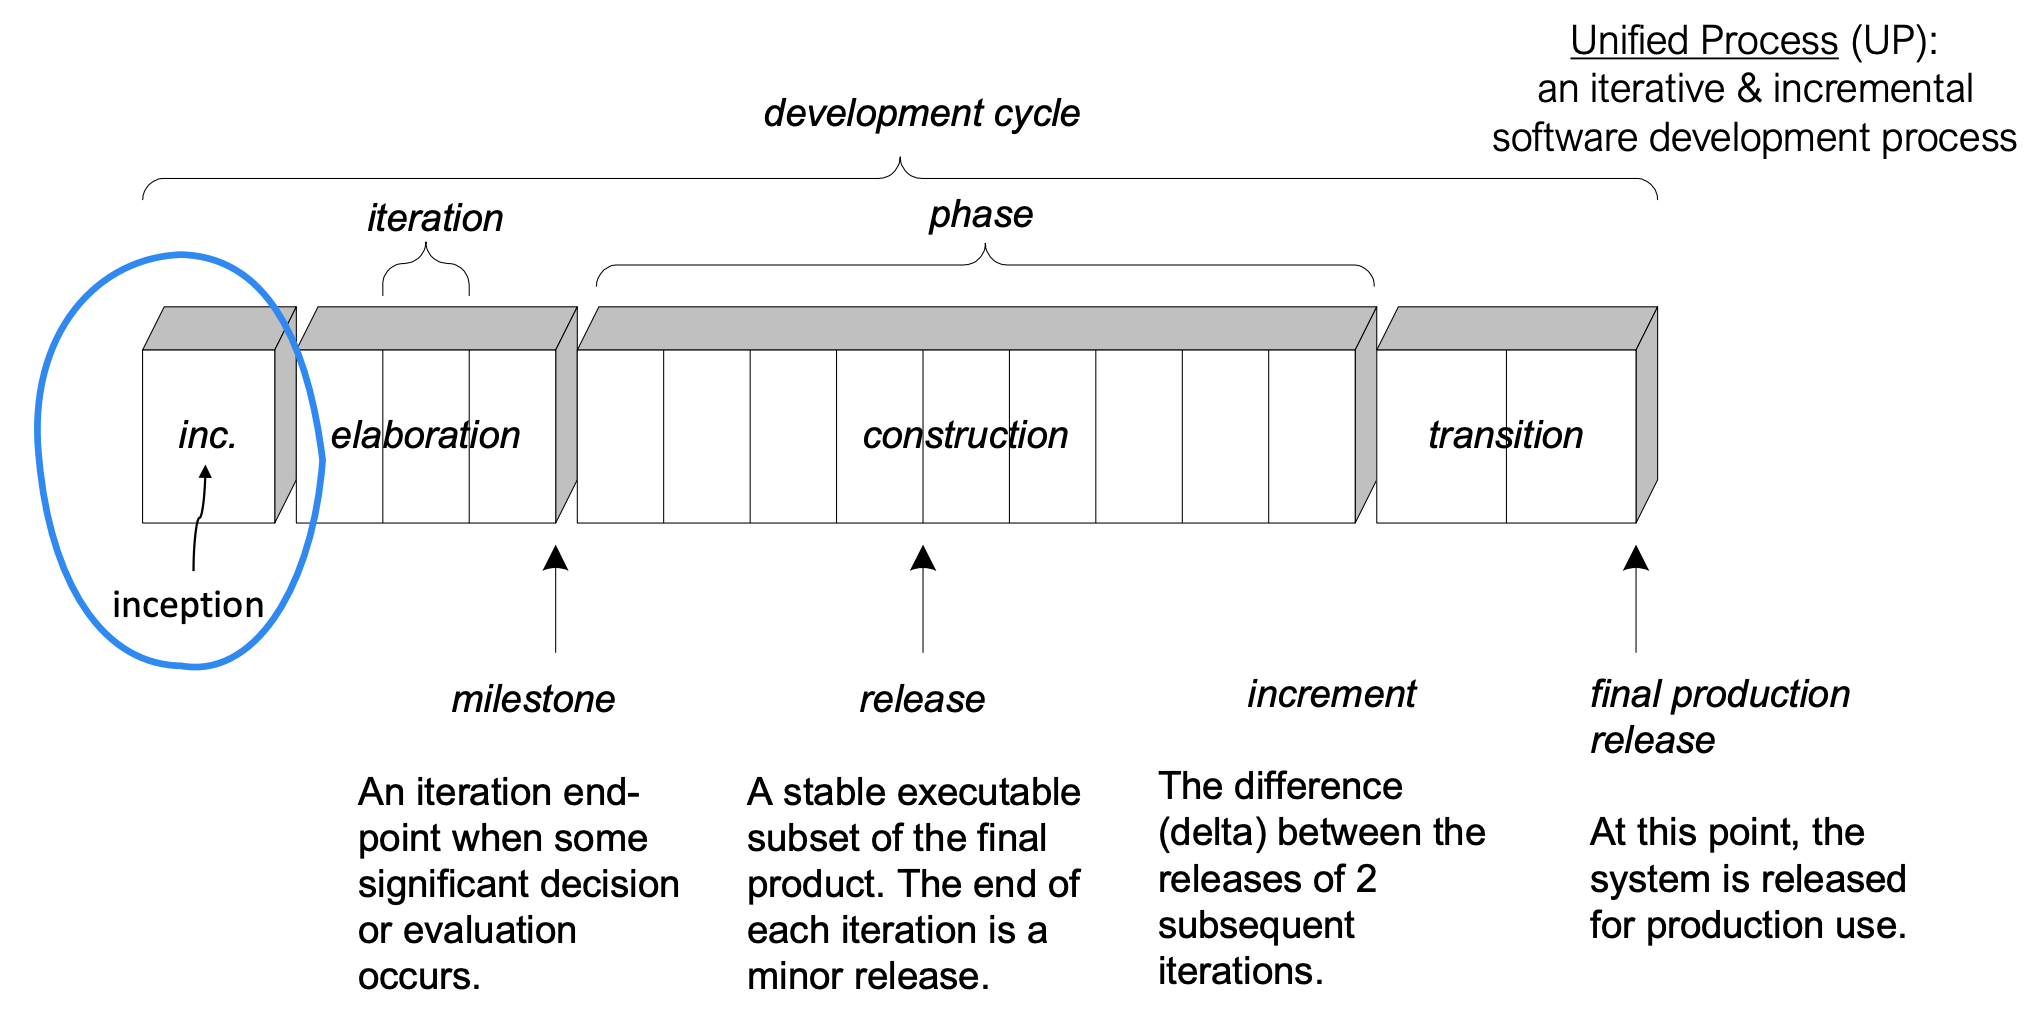 Unified Process (UP):
an iterative & incremental
software development process
development cycle
iteration
phase
inc.
elaboration
construction
transition
inception
milestone
An iteration end-
point when some
significant decision
or evaluation
occurs.
release
A stable executable
subset of the final
product. The end of
each iteration is a
minor release.
increment
The difference
(delta) between the
releases of 2
subsequent
iterations.
final production
release
At this point, the
system is released
for production use.